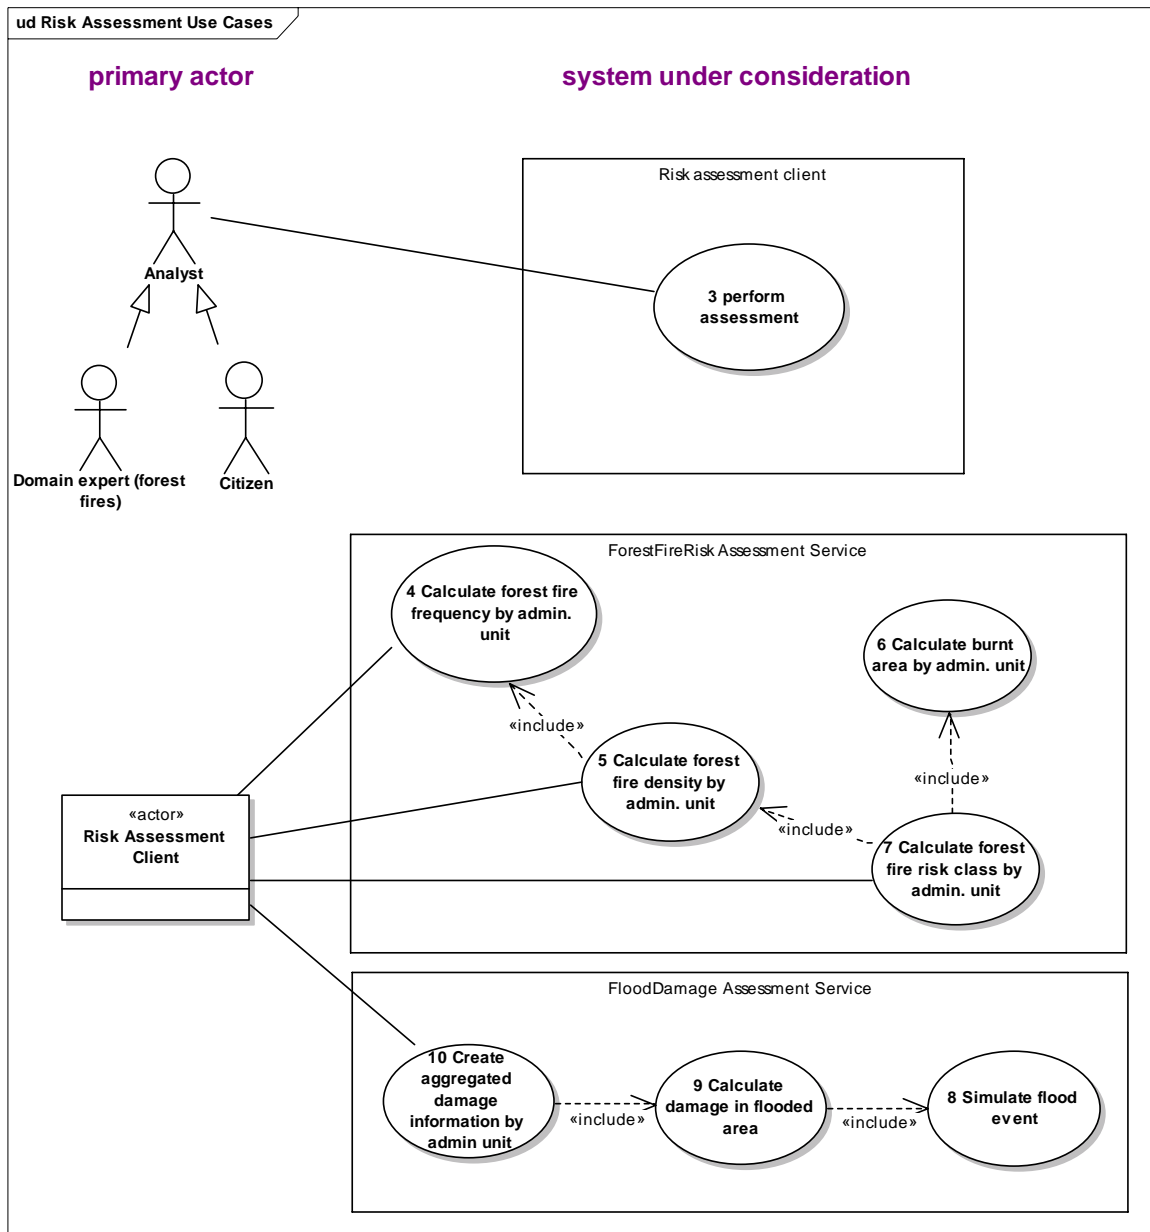 ud Risk Assessment Use Cases
primary actor
system under consideration
Risk assessment client
Analyst
3 perform
assessment
Domain expert (forest
fires)
Citizen
ForestFireRisk Assessment Service
4 Calculate forest fire
frequency by admin.
unit
6 Calculate burnt
area by admin. unit
«include»
5 Calculate forest
fire density by
admin. unit
«include»
«include»
7 Calculate forest
fire risk class by
admin. unit
«actor»
Risk Assessment
Client
FloodDamage Assessment Service
10 Create
aggregated
damage
information by
admin unit
«include»
9 Calculate
damage in flooded
area
«include»
8 Simulate flood
event